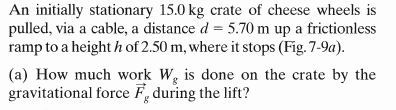 An initially stationary 15.0 kg crate of cheese wheels is
pulled, via a cable, a distance d = 5.70 m up a frictionless
ramp to a height h of 2.50 m, where it stops (Fig. 7-9a).
(a) How much work W_g is done on the crate by the
gravitational force F⃗_g during the lift?